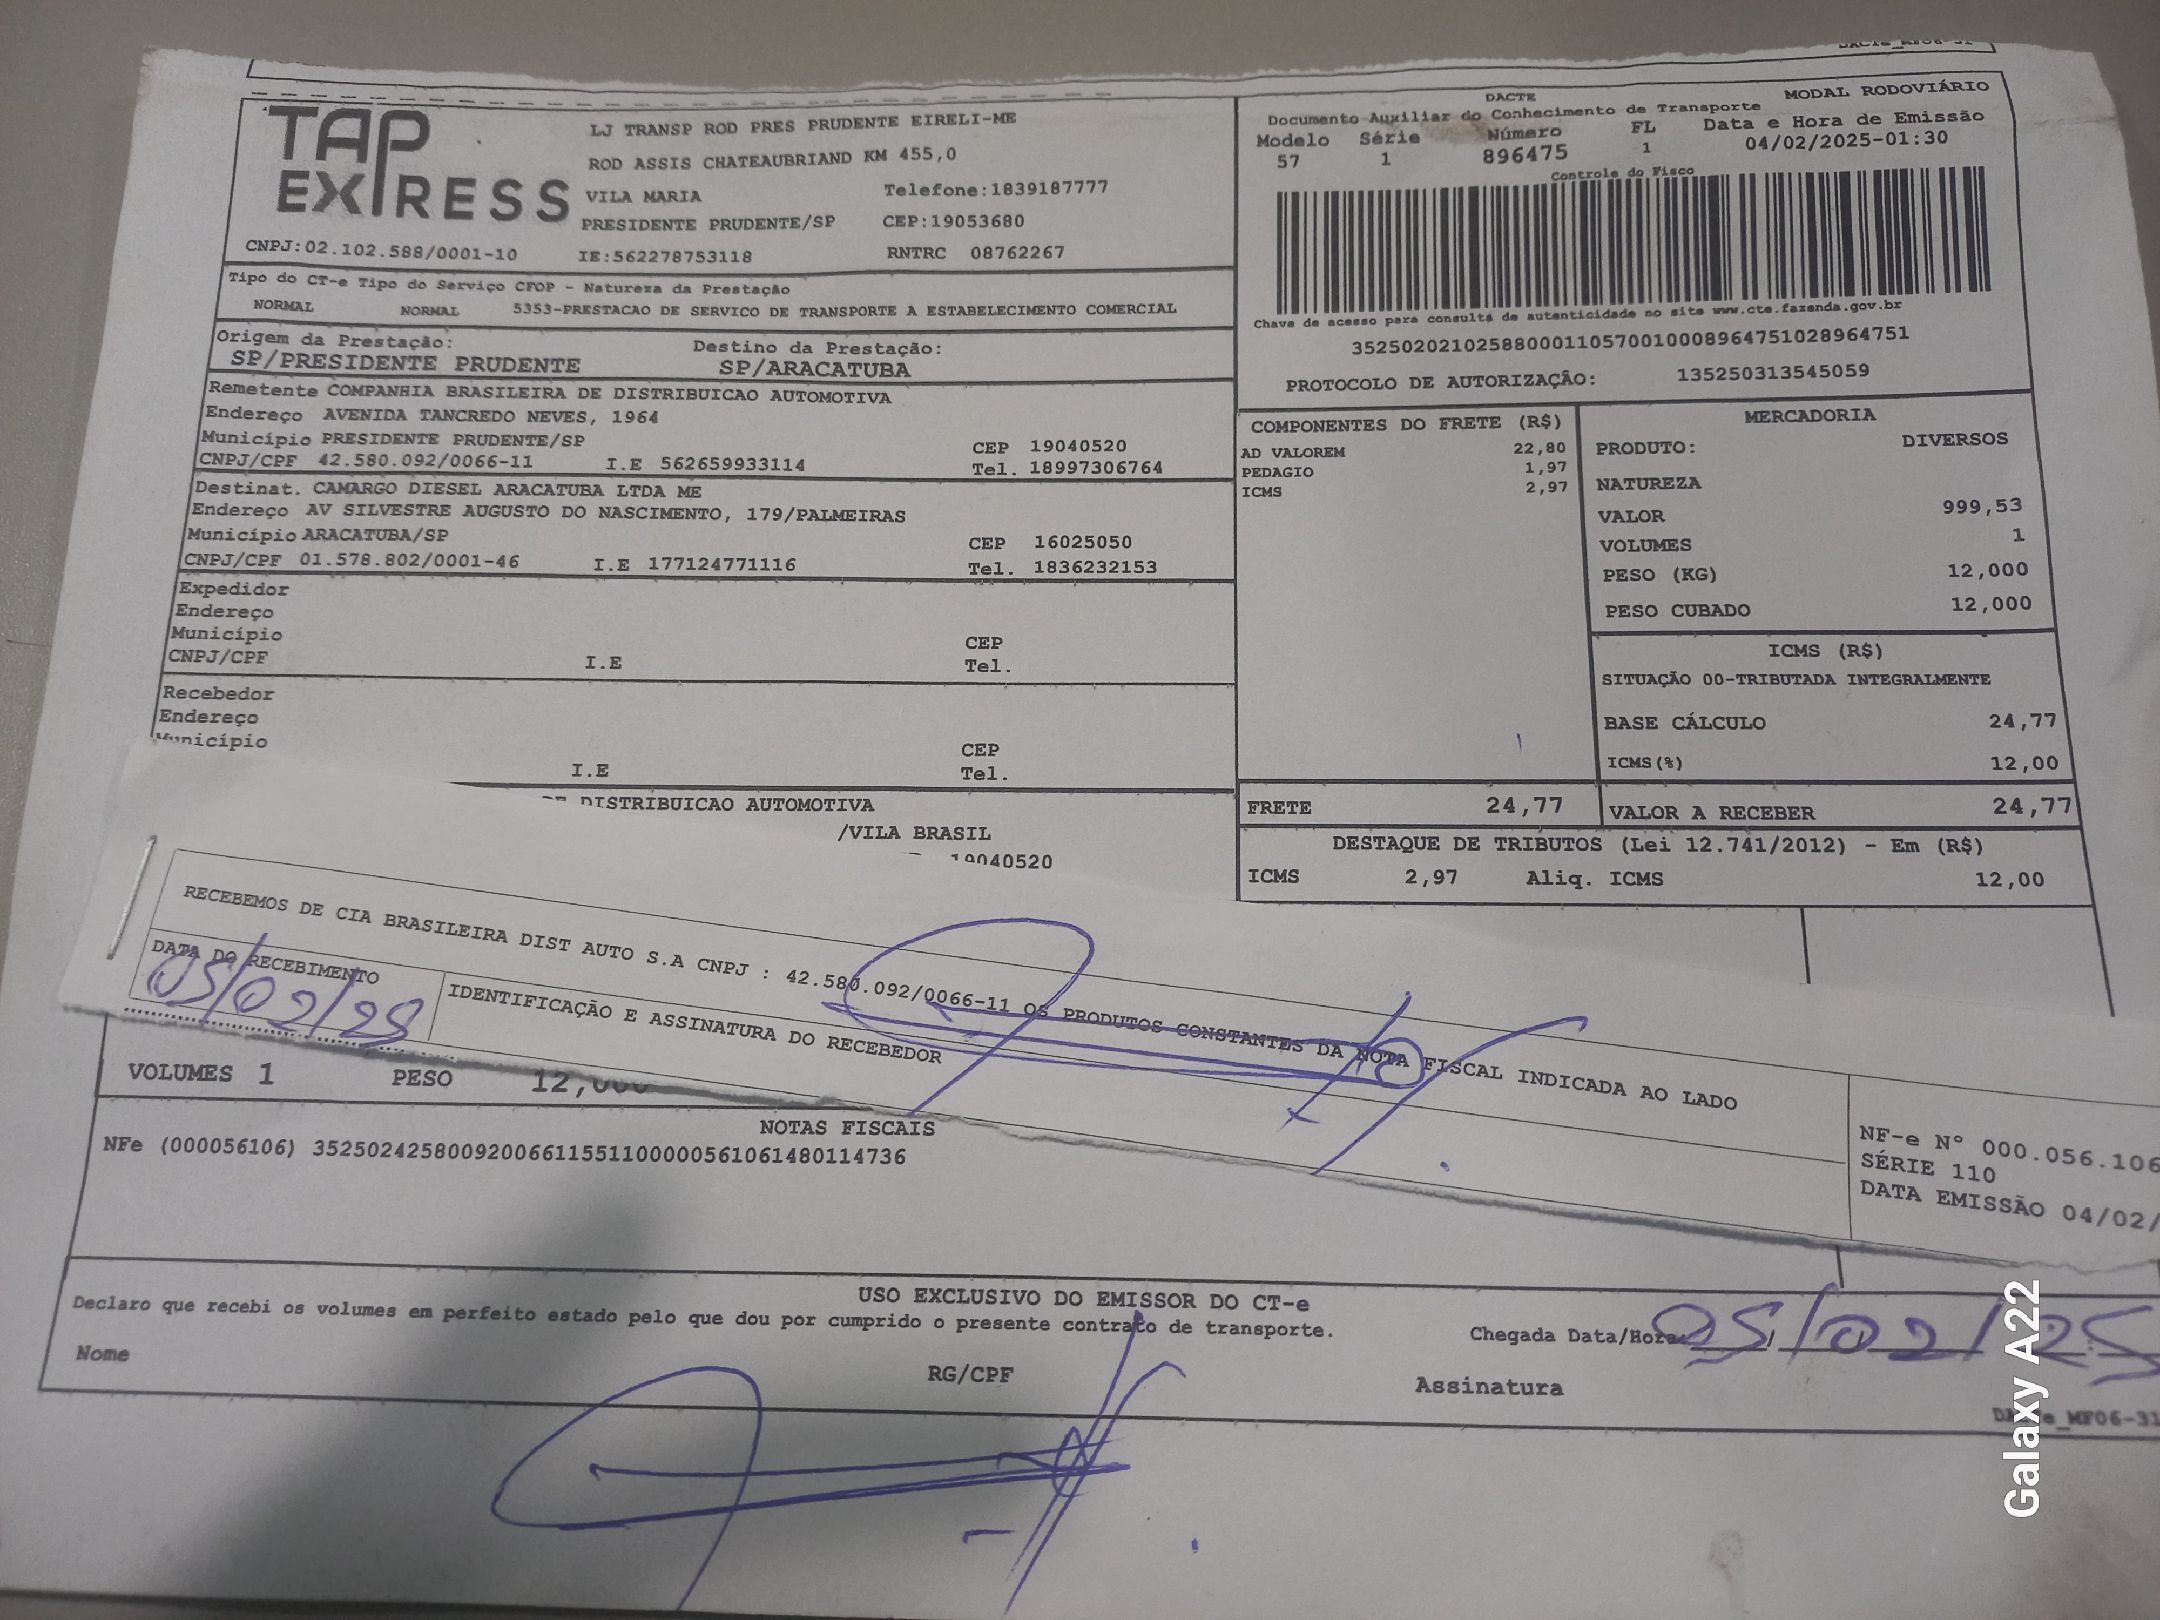 TAP EXPRESS
LJ TRANSP ROD PRES PRUDENTE EIRELI-ME
ROD ASSIS CHATEAUBRIAND KM 455,0
VILA MARIA Telefone:1839187777
PRESIDENTE PRUDENTE/SP CEP:19053680
CNPJ:02.102.588/0001-10 IE:562278753118 RNTRC 08762267
DACTE MODAL RODOVIÁRIO
Documento Auxiliar do Conhecimento de Transporte
Modelo Série Número FL Data e Hora de Emissão
57 1 896475 1 04/02/2025-01:30
Controle do Fisco
Chave de acesso para consulta de autenticidade no site www.cte.fazenda.gov.br
35250202102588000110570010008964751028964751
PROTOCOLO DE AUTORIZAÇÃO: 135250313545059
Tipo do CT-e Tipo do Serviço CFOP - Natureza da Prestação
NORMAL NORMAL 5353-PRESTACAO DE SERVICO DE TRANSPORTE A ESTABELECIMENTO COMERCIAL
Origem da Prestação: Destino da Prestação:
SP/PRESIDENTE PRUDENTE SP/ARACATUBA
Remetente COMPANHIA BRASILEIRA DE DISTRIBUICAO AUTOMOTIVA
Endereço AVENIDA TANCREDO NEVES, 1964
Município PRESIDENTE PRUDENTE/SP CEP 19040520
CNPJ/CPF 42.580.092/0066-11 I.E 562659933114 Tel. 18997306764
Destinat. CAMARGO DIESEL ARACATUBA LTDA ME
Endereço AV SILVESTRE AUGUSTO DO NASCIMENTO, 179/PALMEIRAS
Município ARACATUBA/SP CEP 16025050
CNPJ/CPF 01.578.802/0001-46 I.E 177124771116 Tel. 1836232153
Expedidor
Endereço
Município CEP
CNPJ/CPF I.E Tel.
Recebedor
Endereço
Município CEP
I.E Tel.
DISTRIBUICAO AUTOMOTIVA
/VILA BRASIL
19040520
COMPONENTES DO FRETE (R$)
AD VALOREM 22,80
PEDAGIO 1,97
ICMS 2,97
MERCADORIA
PRODUTO: DIVERSOS
NATUREZA
VALOR 999,53
VOLUMES 1
PESO (KG) 12,000
PESO CUBADO 12,000
ICMS (R$)
SITUAÇÃO 00-TRIBUTADA INTEGRALMENTE
BASE CÁLCULO 24,77
ICMS(%) 12,00
FRETE 24,77 VALOR A RECEBER 24,77
DESTAQUE DE TRIBUTOS (Lei 12.741/2012) - Em (R$)
ICMS 2,97 Aliq. ICMS 12,00
RECEBEMOS DE CIA BRASILEIRA DIST AUTO S.A CNPJ : 42.580.092/0066-11 OS PRODUTOS CONSTANTES DA NOTA FISCAL INDICADA AO LADO
DATA DO RECEBIMENTO IDENTIFICAÇÃO E ASSINATURA DO RECEBEDOR
05/02/25
NF-e Nº 000.056.106
SÉRIE 110
DATA EMISSÃO 04/02/
VOLUMES 1 PESO 12,000
NOTAS FISCAIS
NFe (000056106) 35250242580092006611551100000561061480114736
USO EXCLUSIVO DO EMISSOR DO CT-e
Declaro que recebi os volumes em perfeito estado pelo que dou por cumprido o presente contrato de transporte.
Chegada Data/Hora 05/02/25
Nome RG/CPF Assinatura
DACTe_MF06-31
Galaxy A22